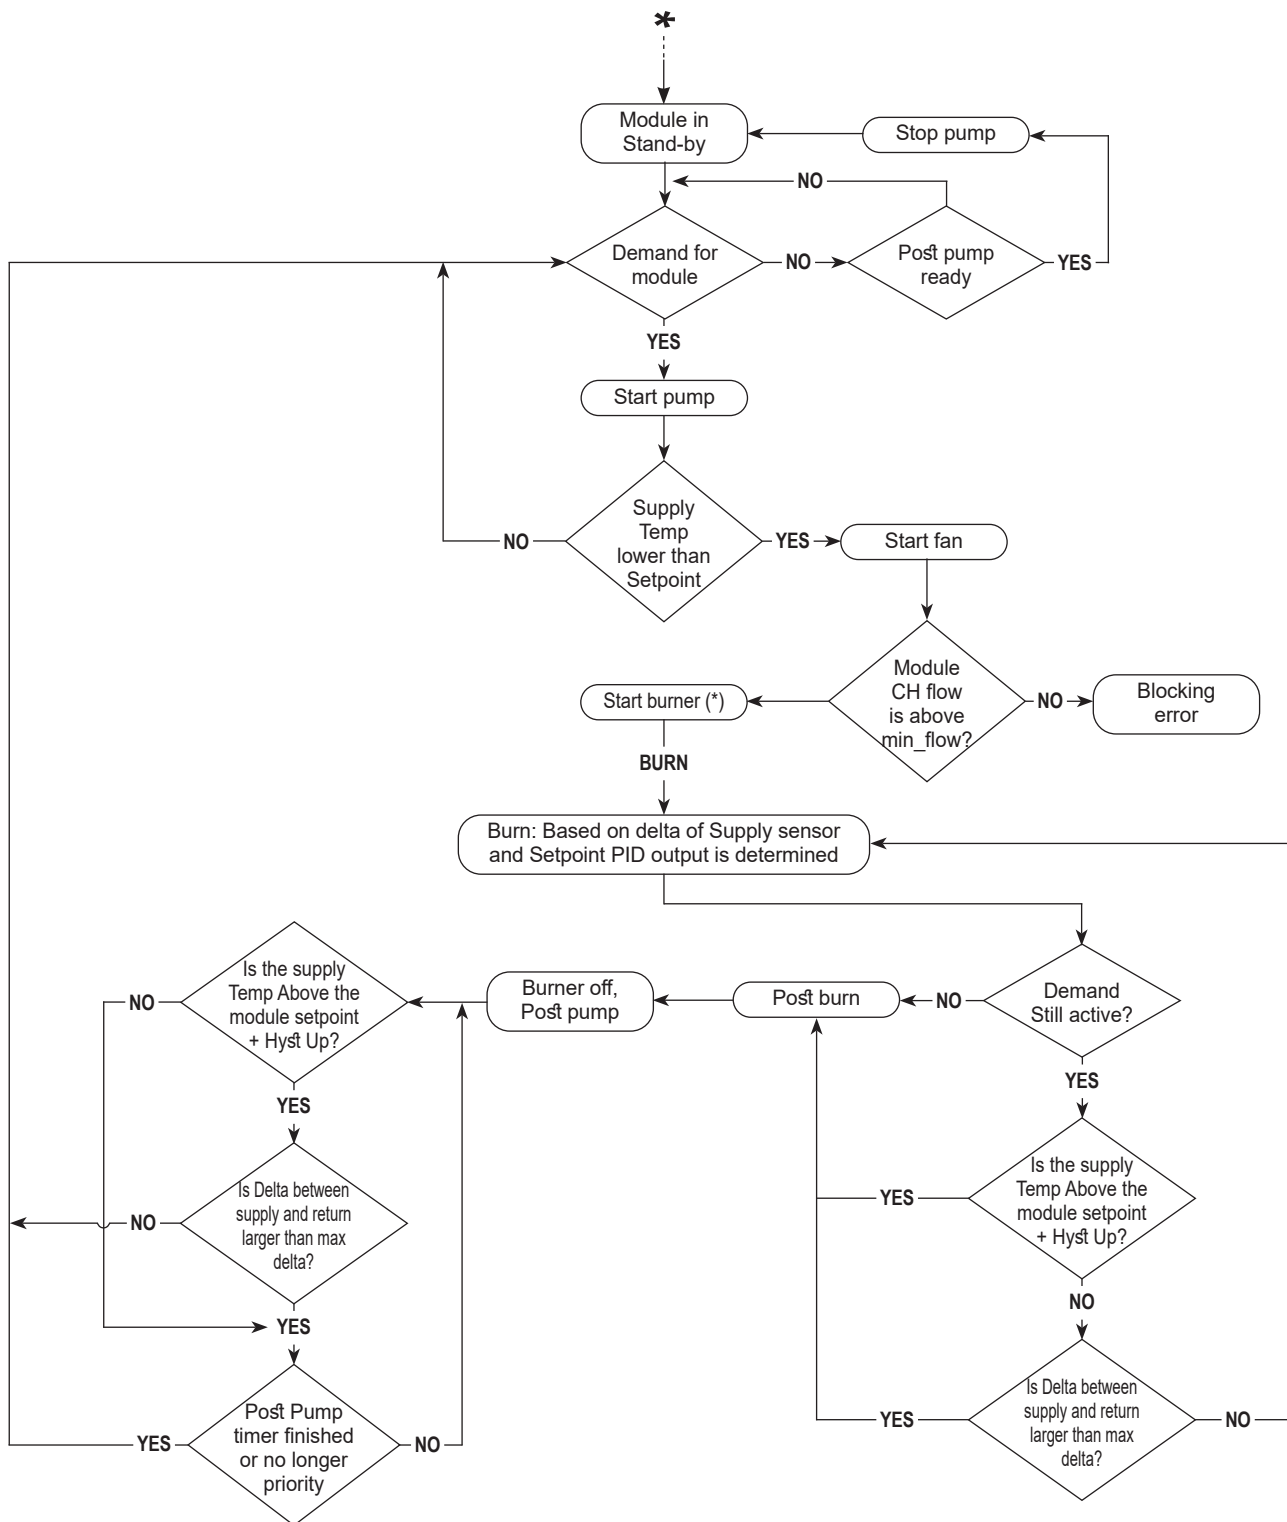 *
Module in
Stand-by
Stop pump
NO
Demand for
module
NO
Post pump
ready
YES
YES
Start pump
Supply
Temp
lower than
Setpoint
NO
YES
Start fan
Module
CH flow
is above
min_flow?
Start burner (*)
NO
Blocking
error
BURN
Burn: Based on delta of Supply sensor
and Setpoint PID output is determined
Is the supply
Temp Above the
module setpoint
+ Hyst Up?
NO
Burner off,
Post pump
Post burn
NO
Demand
Still active?
YES
YES
Is Delta between
supply and return
larger than max
delta?
NO
YES
Is the supply
Temp Above the
module setpoint
+ Hyst Up?
YES
NO
Post Pump
timer finished
or no longer
priority
YES
NO
YES
Is Delta between
supply and return
larger than max
delta?
NO